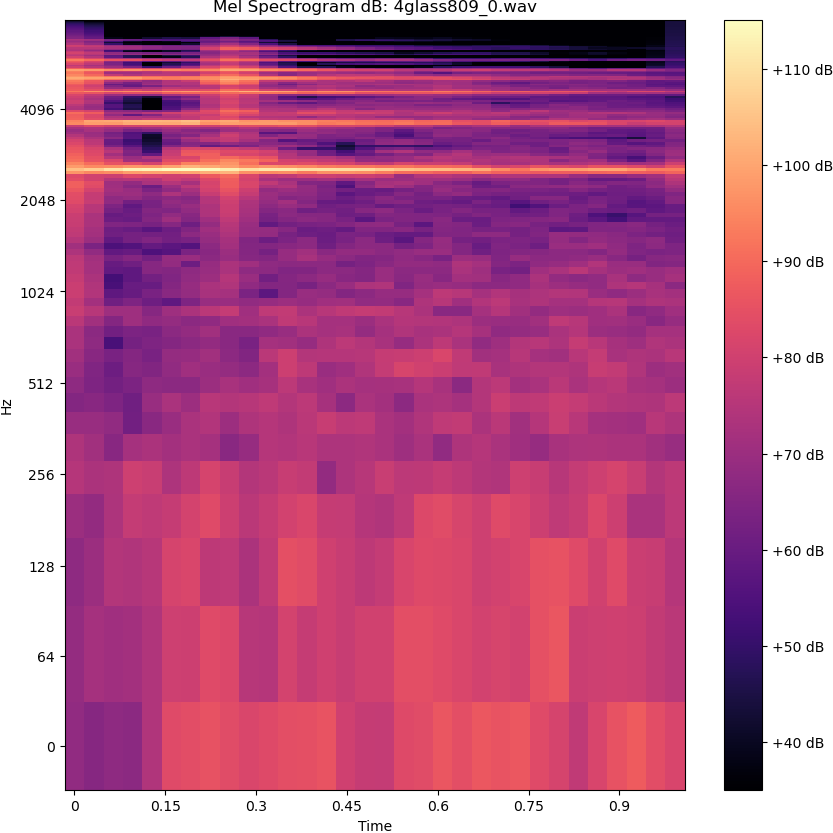 Mel Spectrogram dB: 4glass809_0.wav
Hz
4096
2048
1024
512
256
128
64
0
0 0.15 0.3 0.45 0.6 0.75 0.9
Time
+110 dB
+100 dB
+90 dB
+80 dB
+70 dB
+60 dB
+50 dB
+40 dB